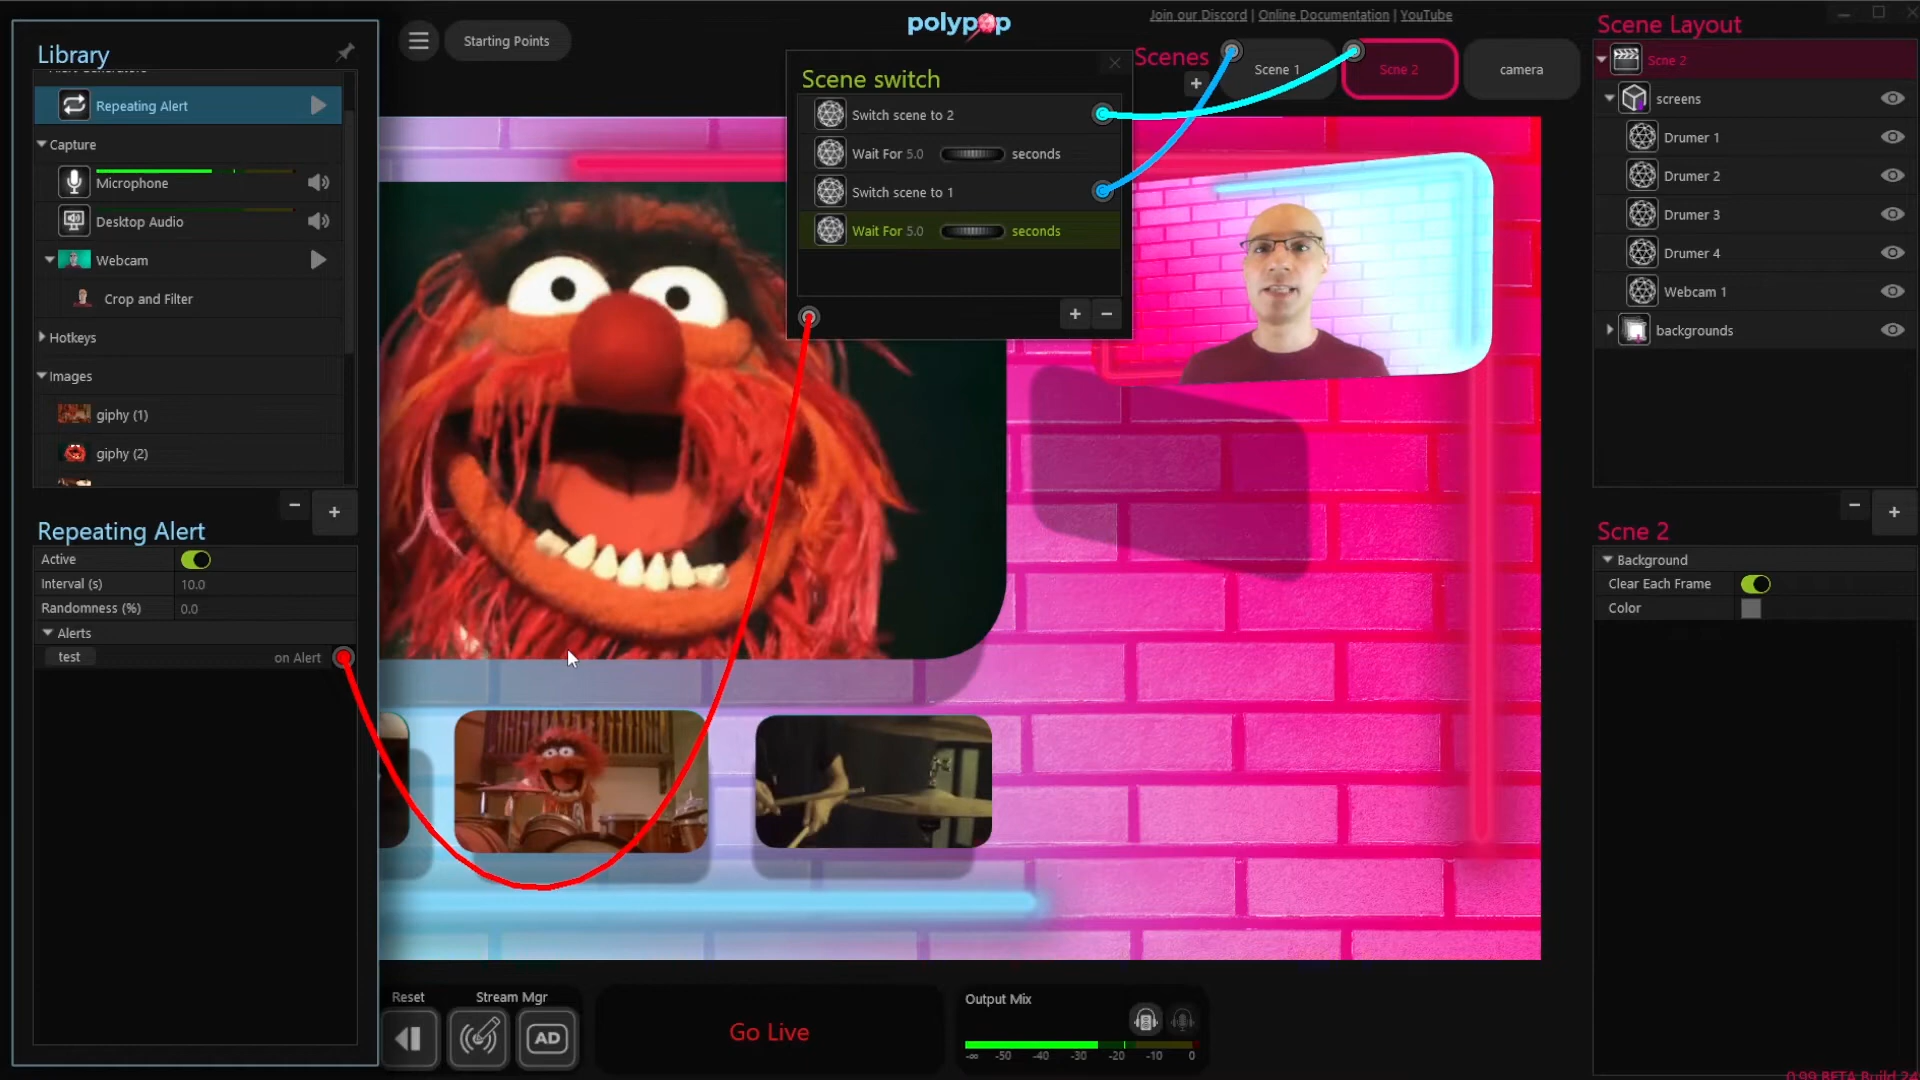 Library
Repeating Alert
Capture
Microphone
Desktop Audio
Webcam
Crop and Filter
Hotkeys
Images
giphy (1)
giphy (2)
Repeating Alert
Active
Interval (s) 10.0
Randomness (%) 0.0
Alerts
test on Alert
Starting Points
polypop
Join our Discord | Online Documentation | YouTube
Scenes
Scene 1
Scne 2
camera
Scene switch
Switch scene to 2
Wait For 5.0 seconds
Switch scene to 1
Wait For 5.0 seconds
Reset
Stream Mgr
AD
Go Live
Output Mix
-∞ -50 -40 -30 -20 -10 0
Scene Layout
Scne 2
screens
Drumer 1
Drumer 2
Drumer 3
Drumer 4
Webcam 1
backgrounds
Scne 2
Background
Clear Each Frame
Color